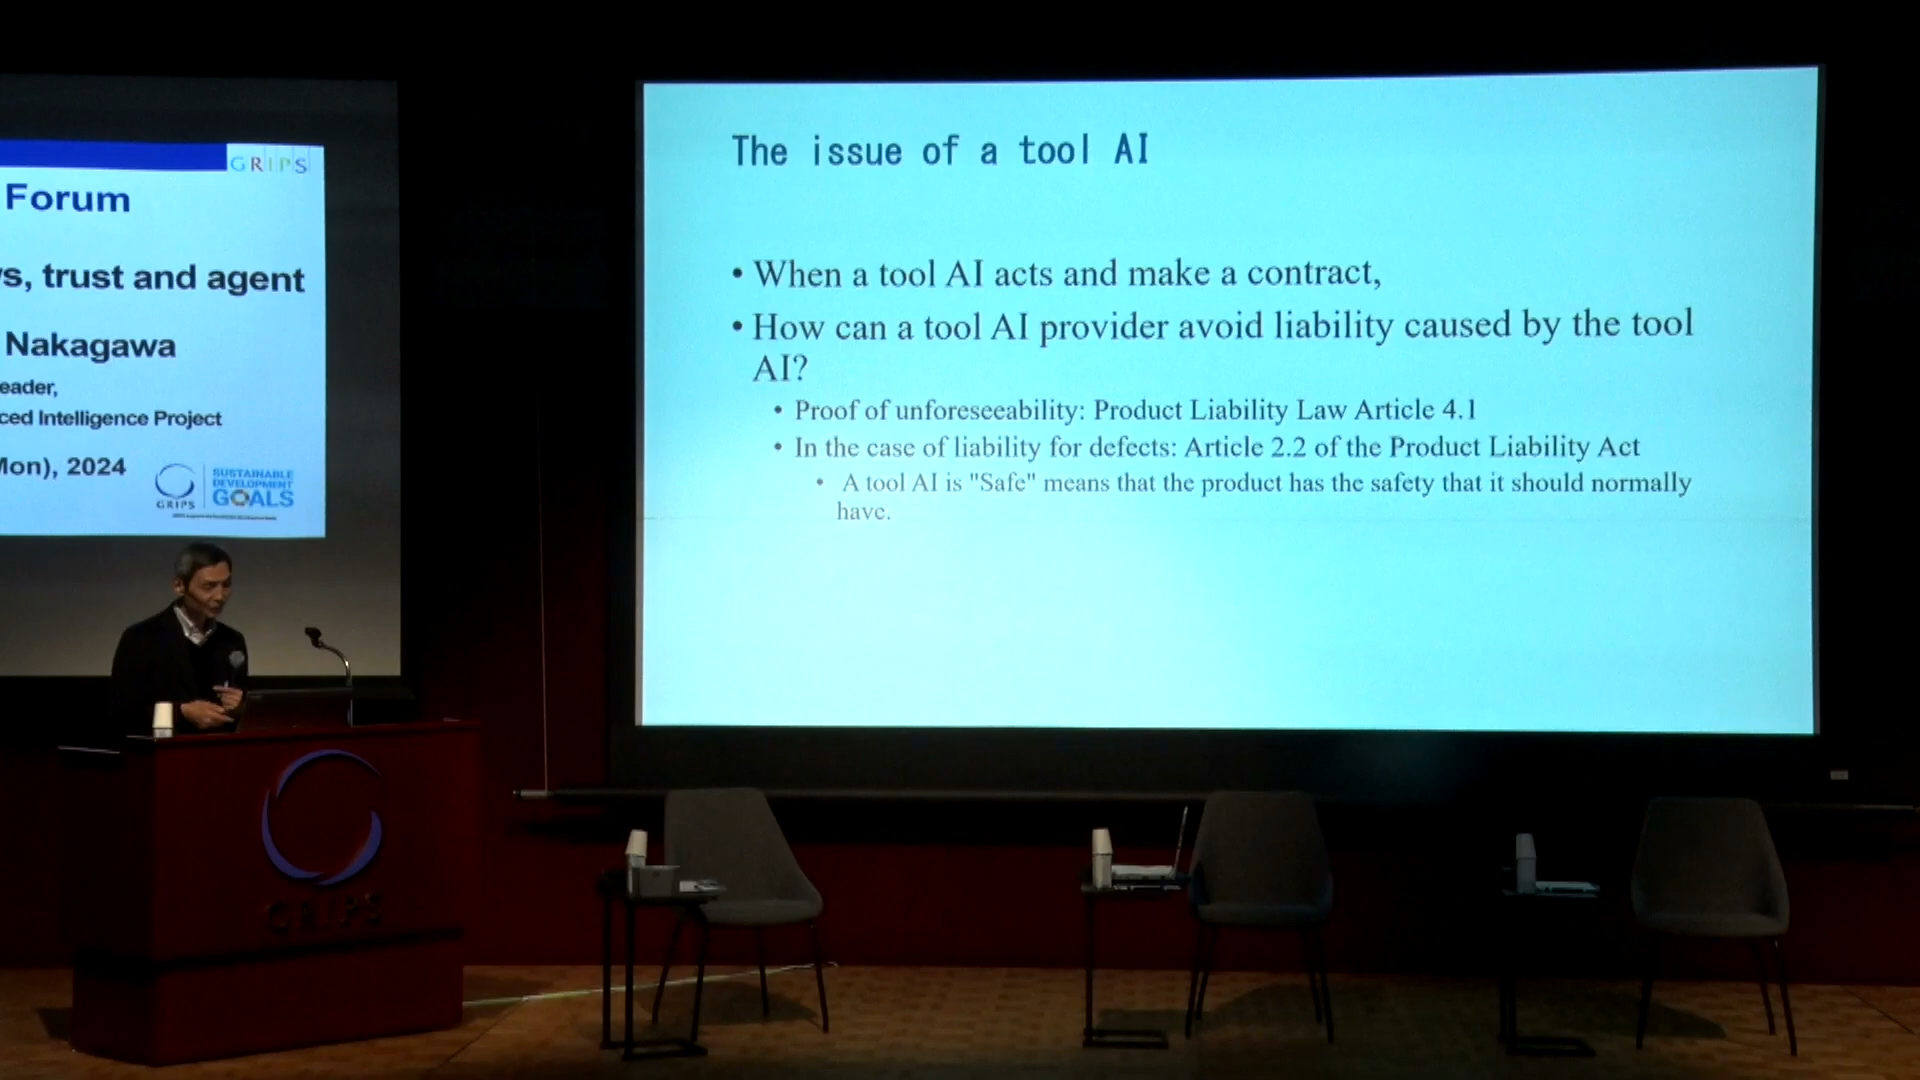 GRIPS
Forum
s, trust and agent
Nakagawa
eader,
ced Intelligence Project
Mon), 2024
GRIPS
SUSTAINABLE
DEVELOPMENT
GOALS
The issue of a tool AI
• When a tool AI acts and make a contract,
• How can a tool AI provider avoid liability caused by the tool
AI?
• Proof of unforeseeability: Product Liability Law Article 4.1
• In the case of liability for defects: Article 2.2 of the Product Liability Act
• A tool AI is "Safe" means that the product has the safety that it should normally
have.
GRIPS